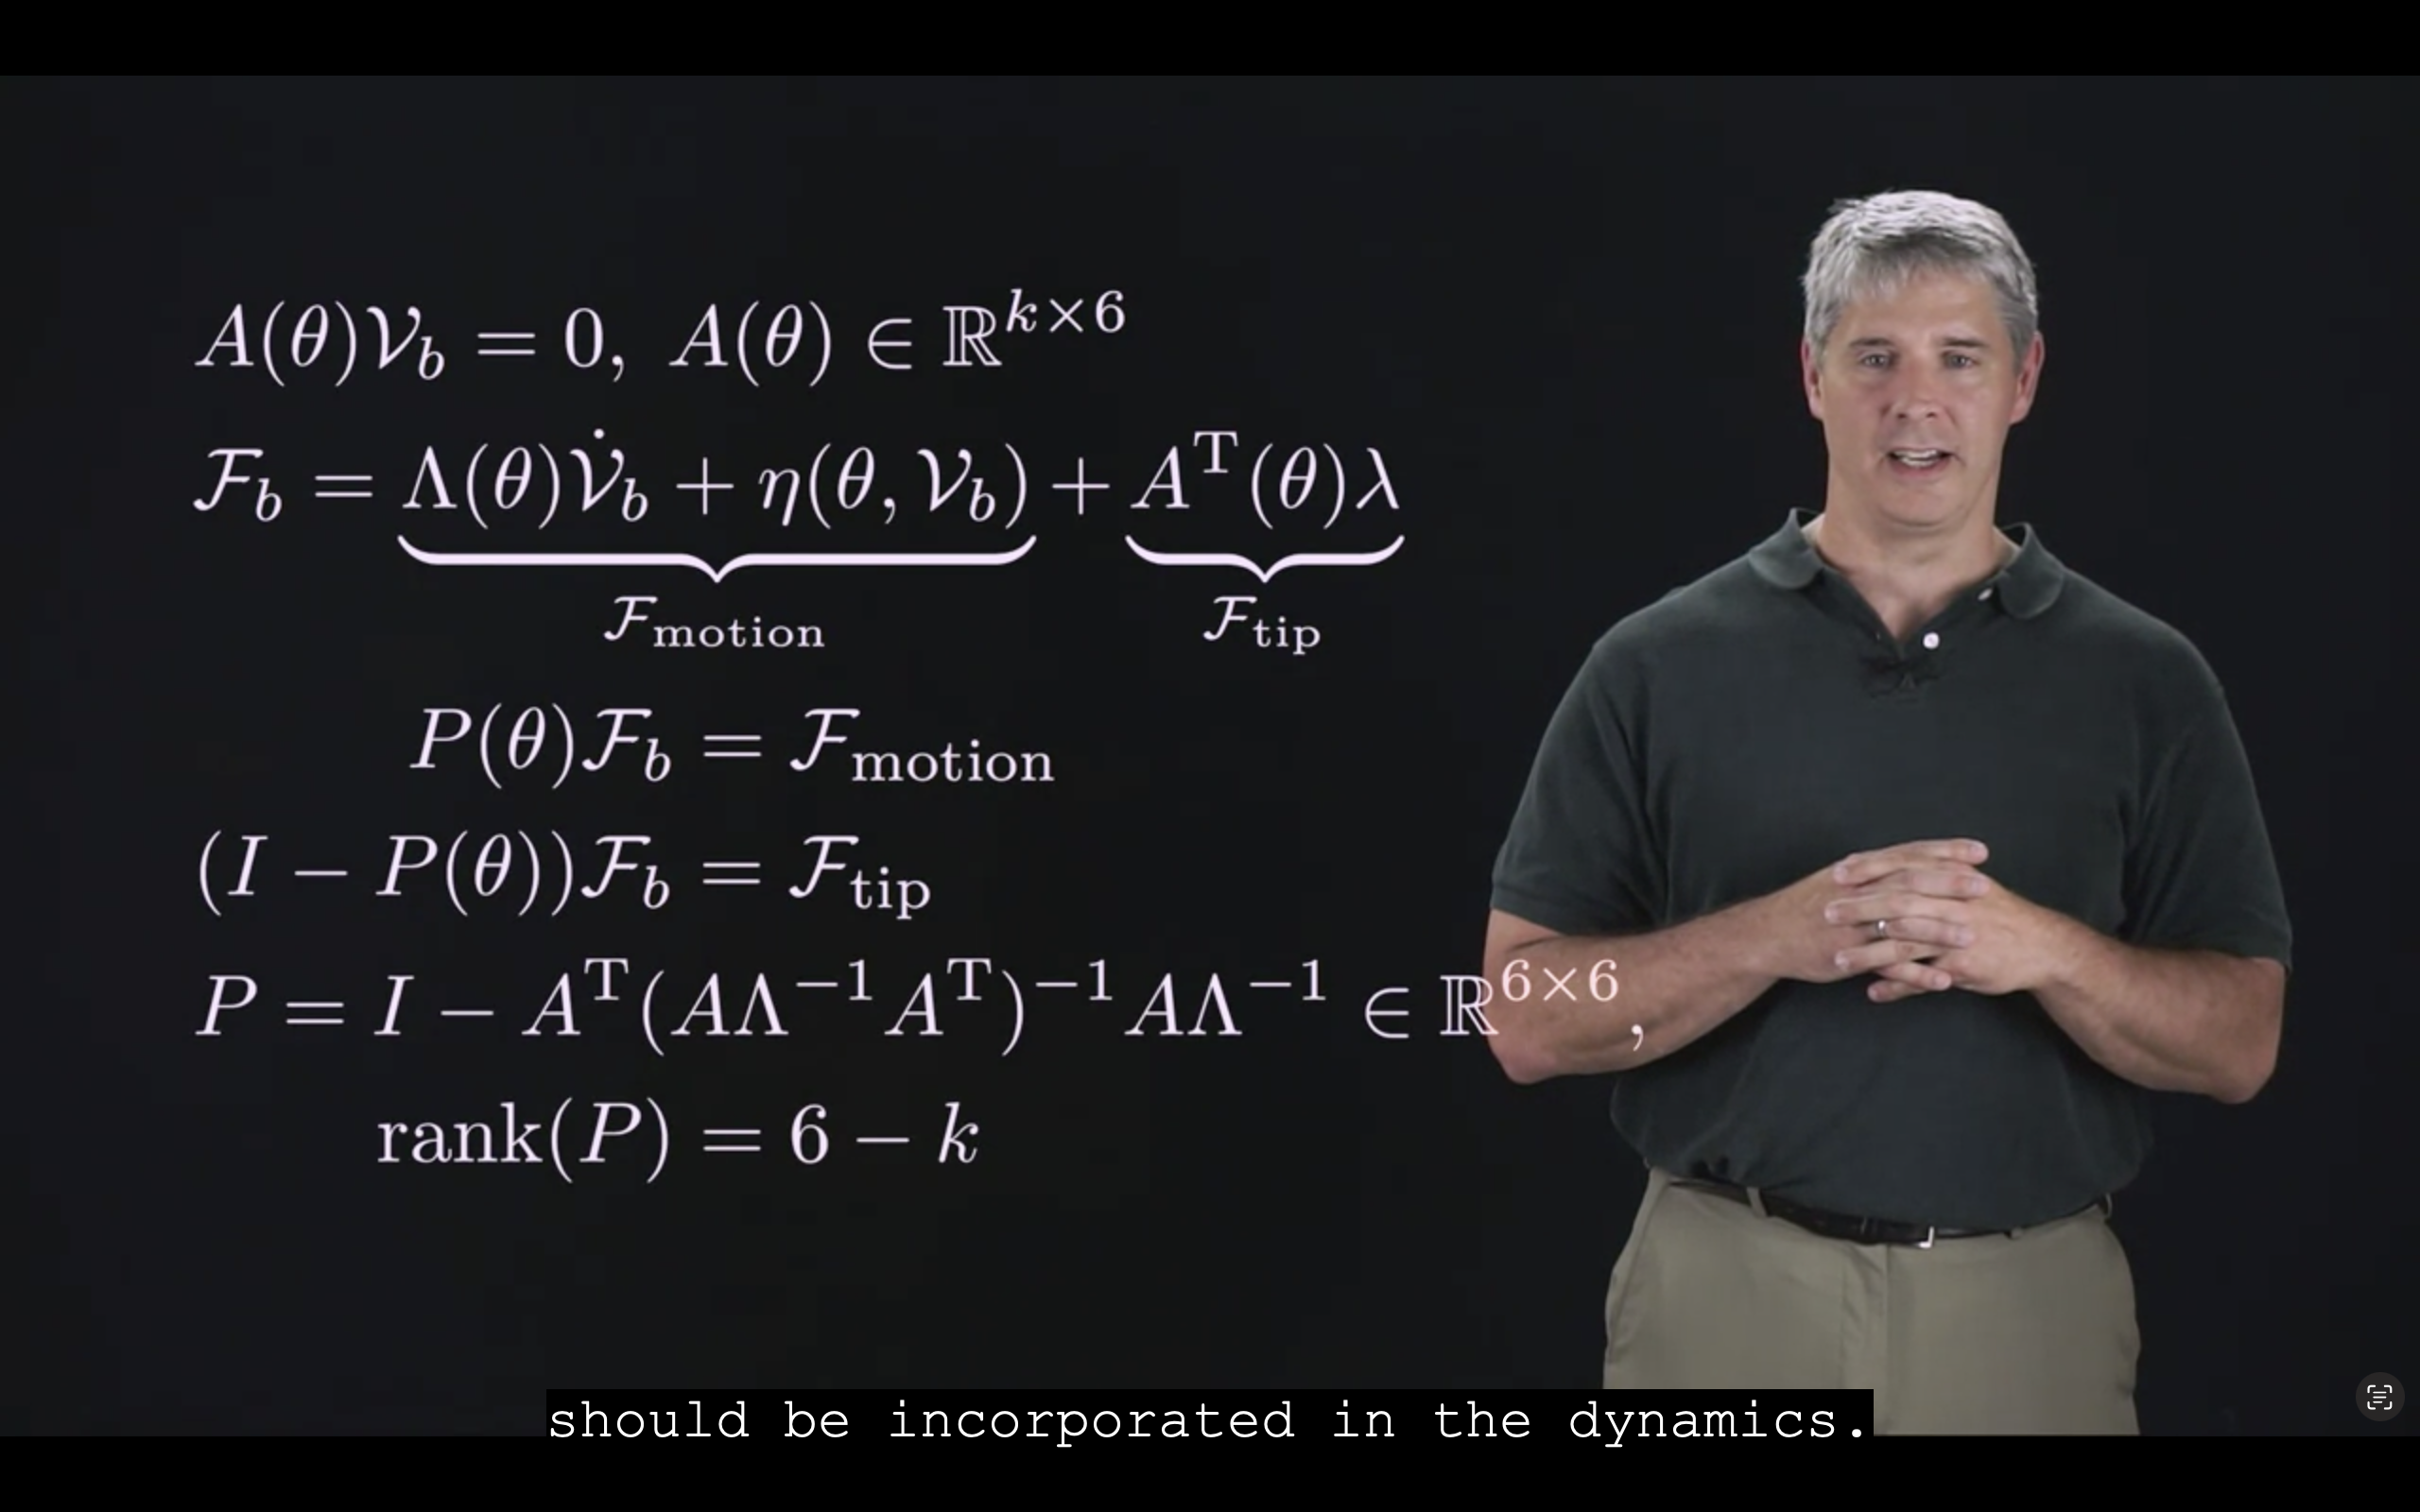 A(θ)𝒱_b = 0, A(θ) ∈ ℝ^{k×6}
ℱ_b = Λ(θ)𝒱̇_b + η(θ, 𝒱_b) + A^T(θ)λ
ℱ_motion ℱ_tip
P(θ)ℱ_b = ℱ_motion
(I − P(θ))ℱ_b = ℱ_tip
P = I − A^T(AΛ^{−1}A^T)^{−1}AΛ^{−1} ∈ ℝ^{6×6},
rank(P) = 6 − k
should be incorporated in the dynamics.